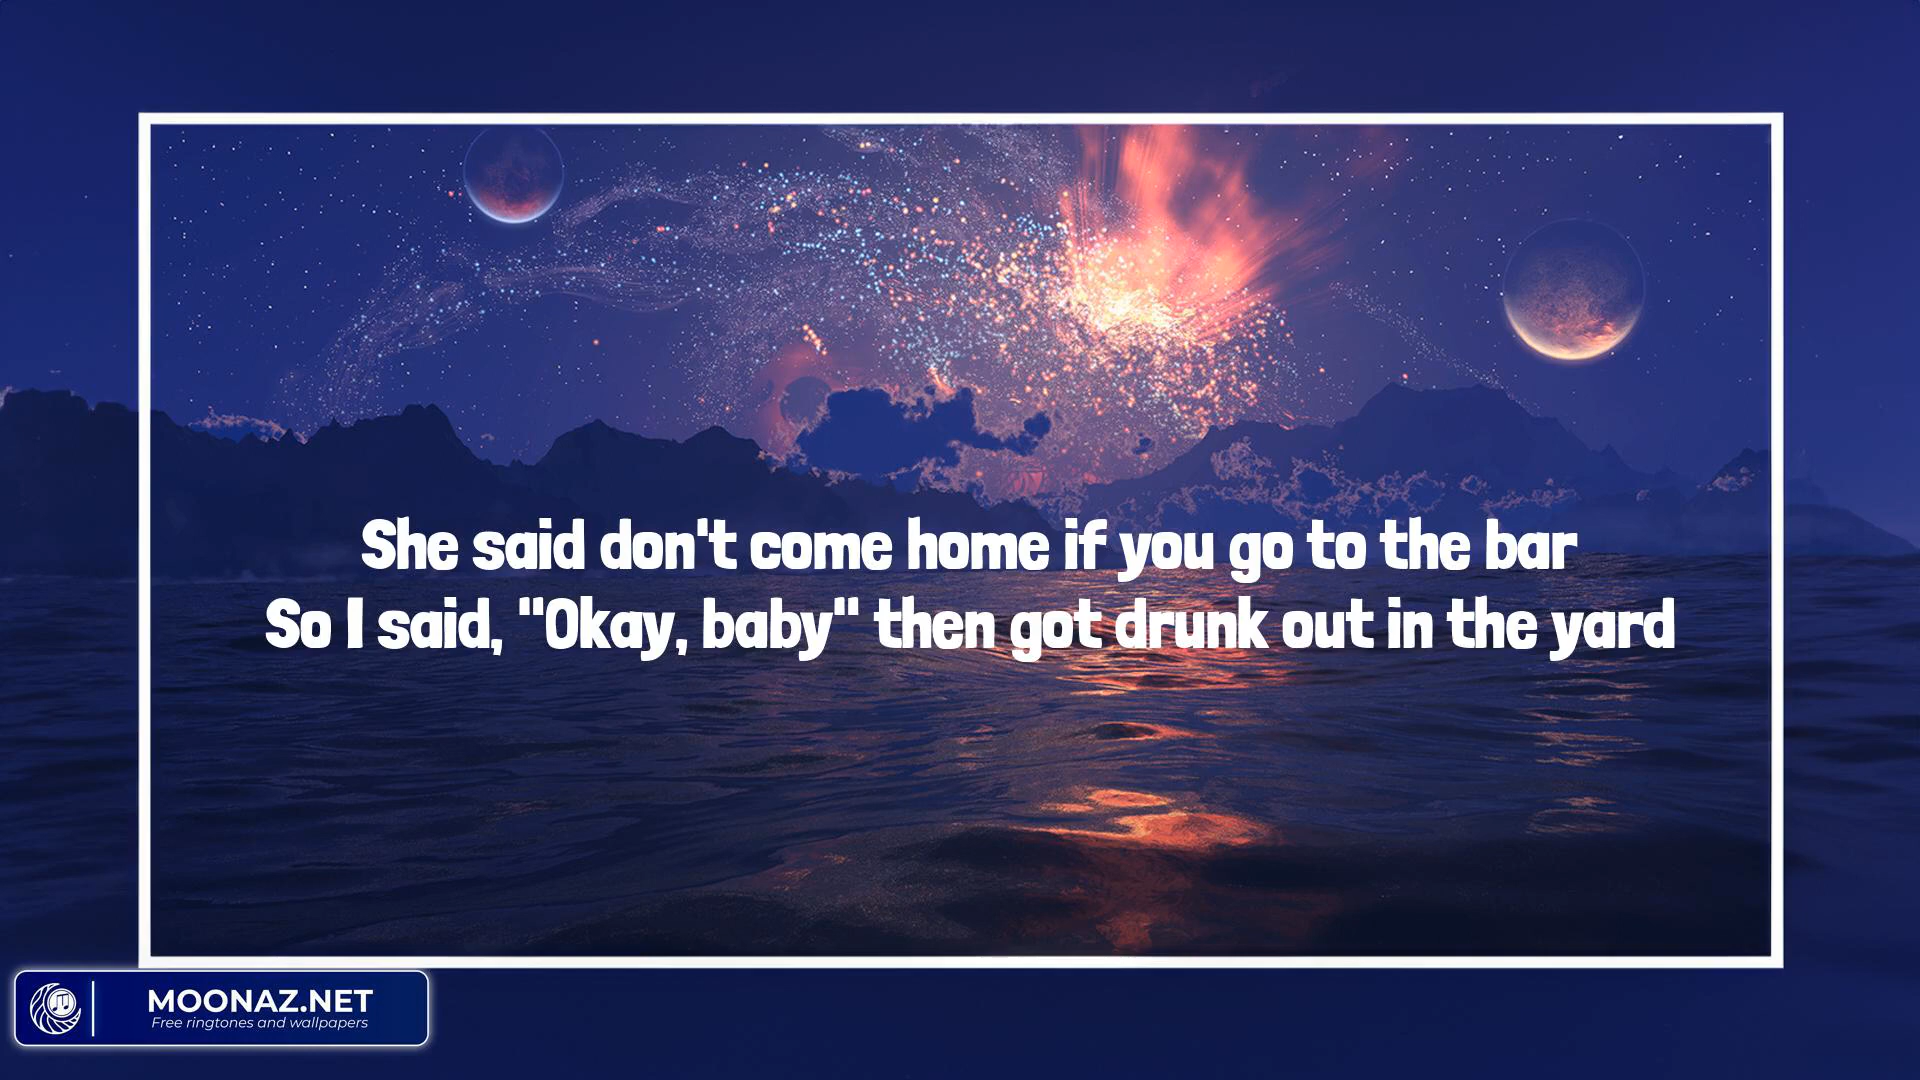 She said don't come home if you go to the bar
So I said, "Okay, baby" then got drunk out in the yard
MOONAZ.NET
Free ringtones and wallpapers